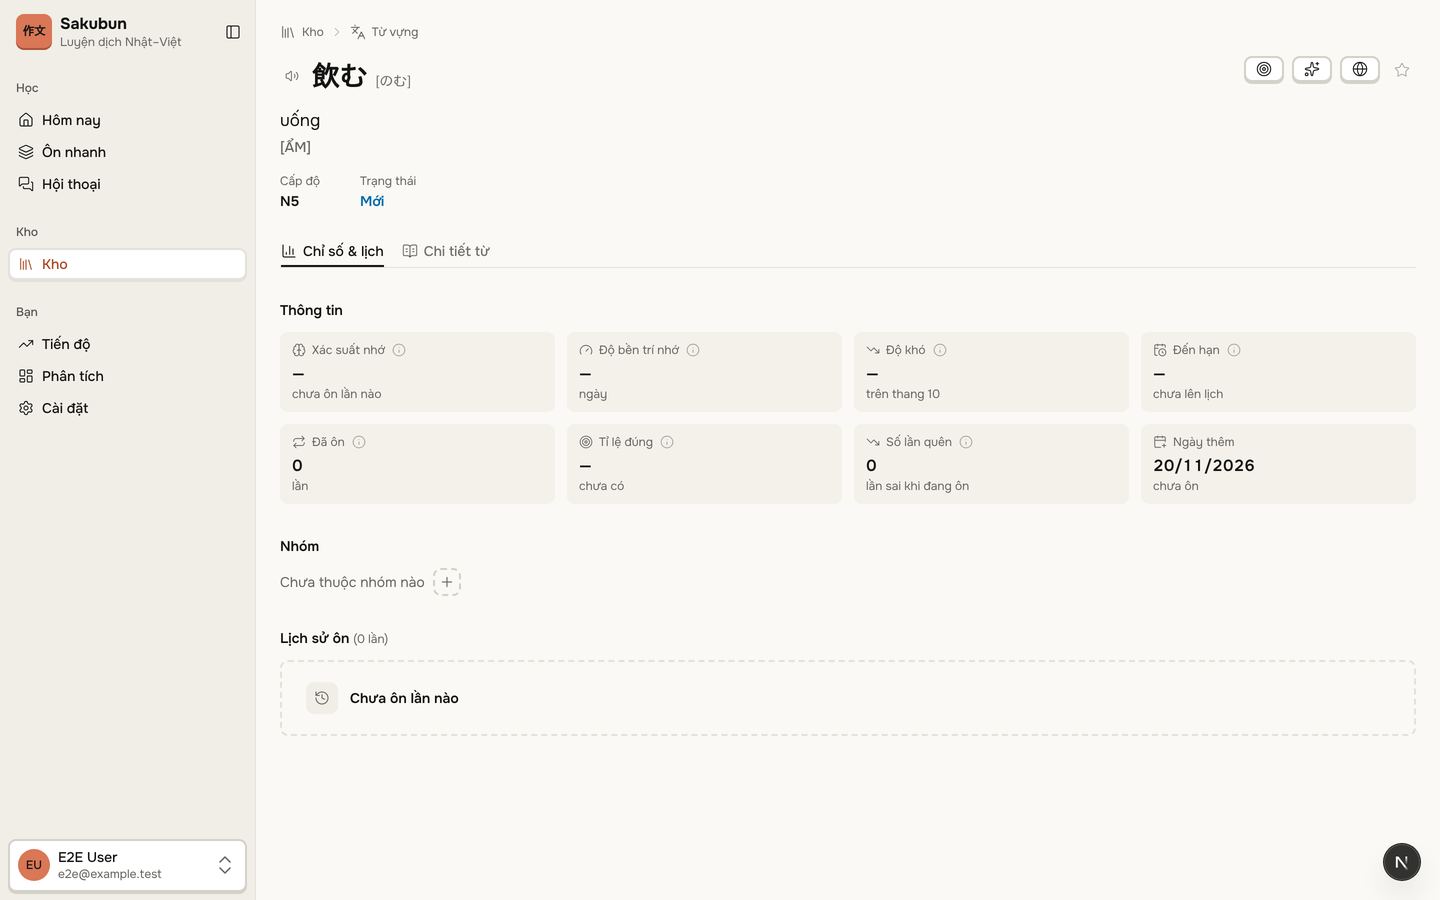 作文
Sakubun
Luyện dịch Nhật–Việt
Học
Hôm nay
Ôn nhanh
Hội thoại
Kho
Kho
Bạn
Tiến độ
Phân tích
Cài đặt
EU
E2E User
e2e@example.test
Kho
Từ vựng
飲む [のむ]
uống
[ẨM]
Cấp độ
N5
Trạng thái
Mới
Chỉ số & lịch
Chi tiết từ
Thông tin
Xác suất nhớ
–
chưa ôn lần nào
Độ bền trí nhớ
–
ngày
Độ khó
–
trên thang 10
Đến hạn
–
chưa lên lịch
Đã ôn
0
lần
Tỉ lệ đúng
–
chưa có
Số lần quên
0
lần sai khi đang ôn
Ngày thêm
20/11/2026
chưa ôn
Nhóm
Chưa thuộc nhóm nào
Lịch sử ôn (0 lần)
Chưa ôn lần nào
N